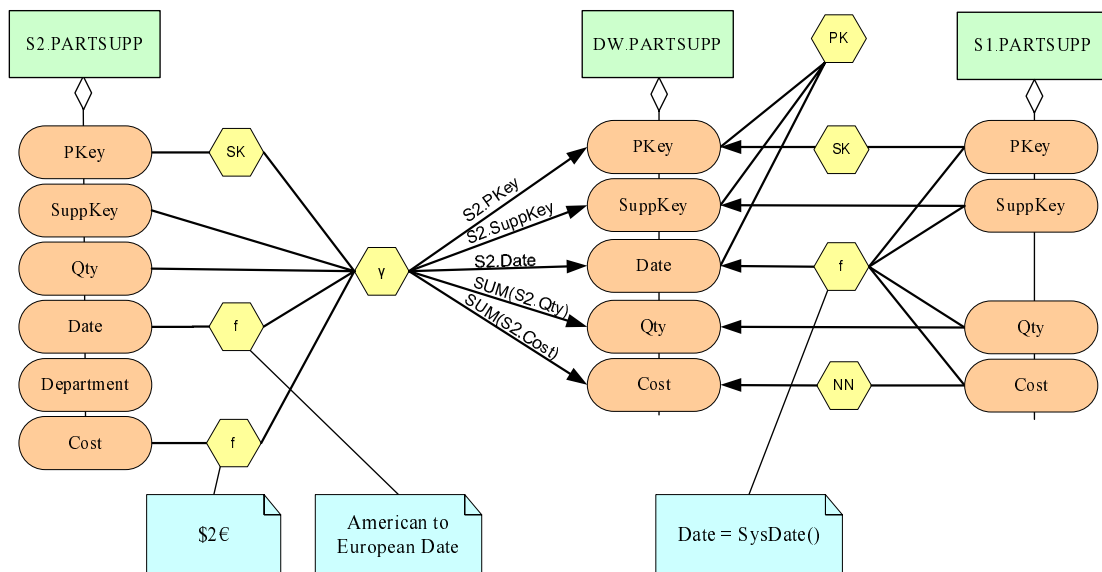 S2.PARTSUPP
DW.PARTSUPP
PK
S1.PARTSUPP
PKey
SK
SuppKey
Qty
Date
f
Department
Cost
f
γ
S2.PKey
S2.SuppKey
S2.Date
SUM(S2.Qty)
SUM(S2.Cost)
PKey
SuppKey
Date
Qty
Cost
SK
f
NN
PKey
SuppKey
Qty
Cost
$2€
American to
European Date
Date = SysDate()